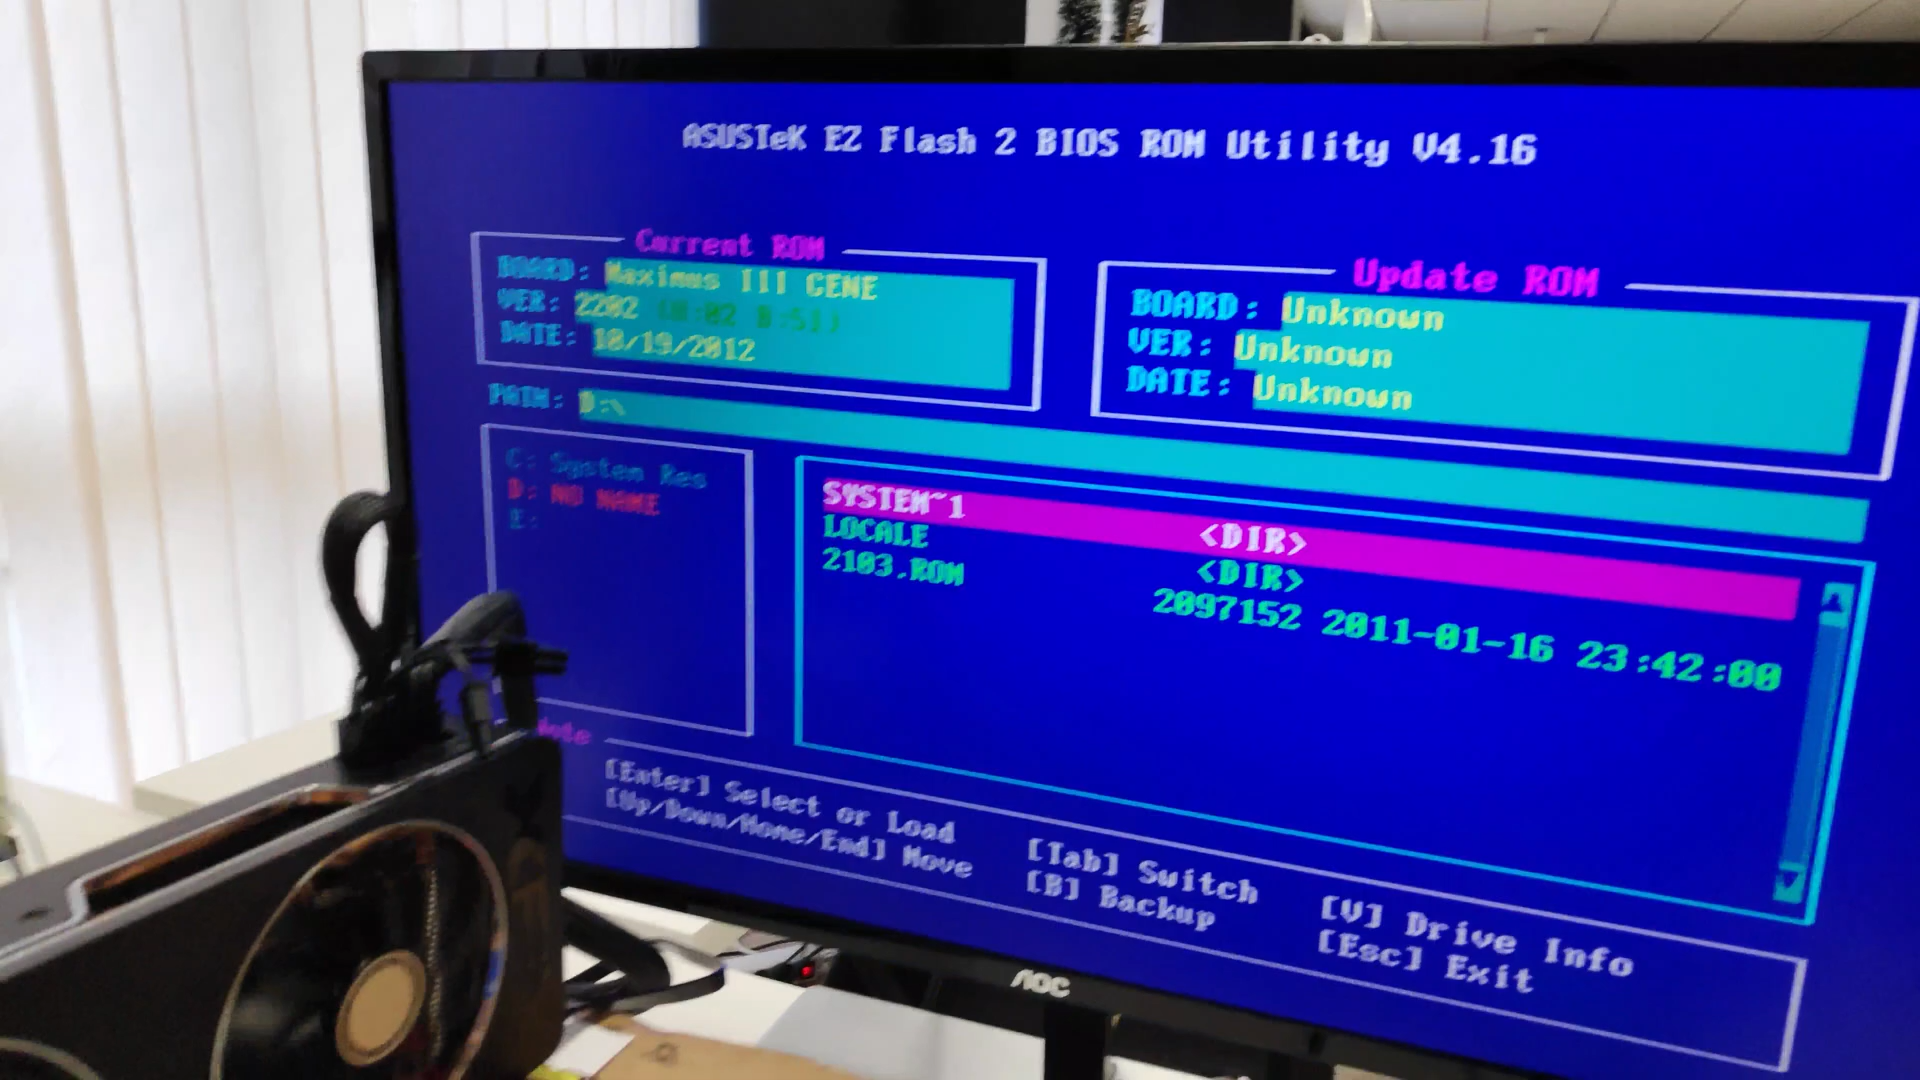 ASUSTeK EZ Flash 2 BIOS ROM Utility V4.16
Current ROM
BOARD: Maximus III GENE
VER: 2202
DATE: 10/19/2012
Update ROM
BOARD: Unknown
VER: Unknown
DATE: Unknown
PATH: D:\
C: System Res
D: NO NAME
E:
SYSTEM~1 <DIR>
LOCALE <DIR>
2103.ROM 2097152 2011-01-16 23:42:00
Note
[Enter] Select or Load [Tab] Switch [V] Drive Info
[Up/Down/Home/End] Move [B] Backup [Esc] Exit
AOC